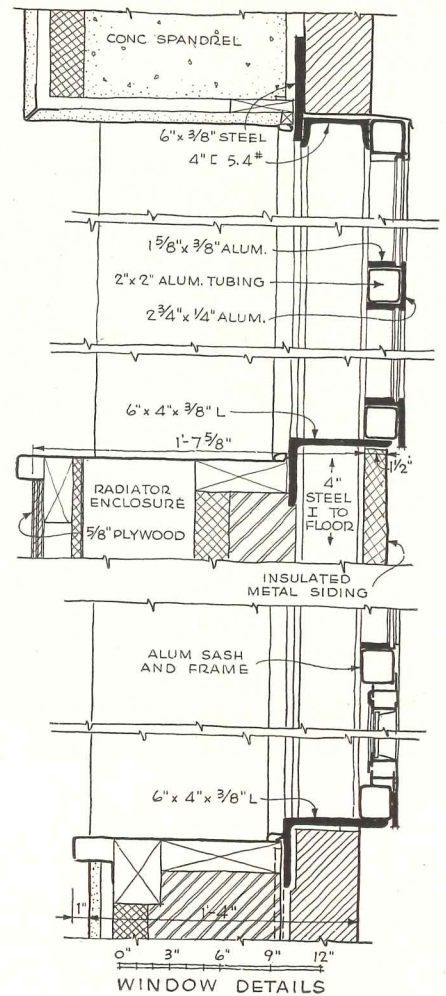 CONC SPANDREL
6"x 3/8" STEEL
4" [ 5.4#
1 5/8"x 3/8" ALUM.
2"x 2" ALUM. TUBING
2 3/4"x 1/4" ALUM.
6"x 4"x 3/8" L
1'-7 5/8"
1 1/2"
RADIATOR
ENCLOSURE
5/8" PLYWOOD
4"
STEEL
I TO
FLOOR
INSULATED
METAL SIDING
ALUM SASH
AND FRAME
6"x 4"x 3/8" L
1"
1'-4"
0" 3" 6" 9" 12"
WINDOW DETAILS